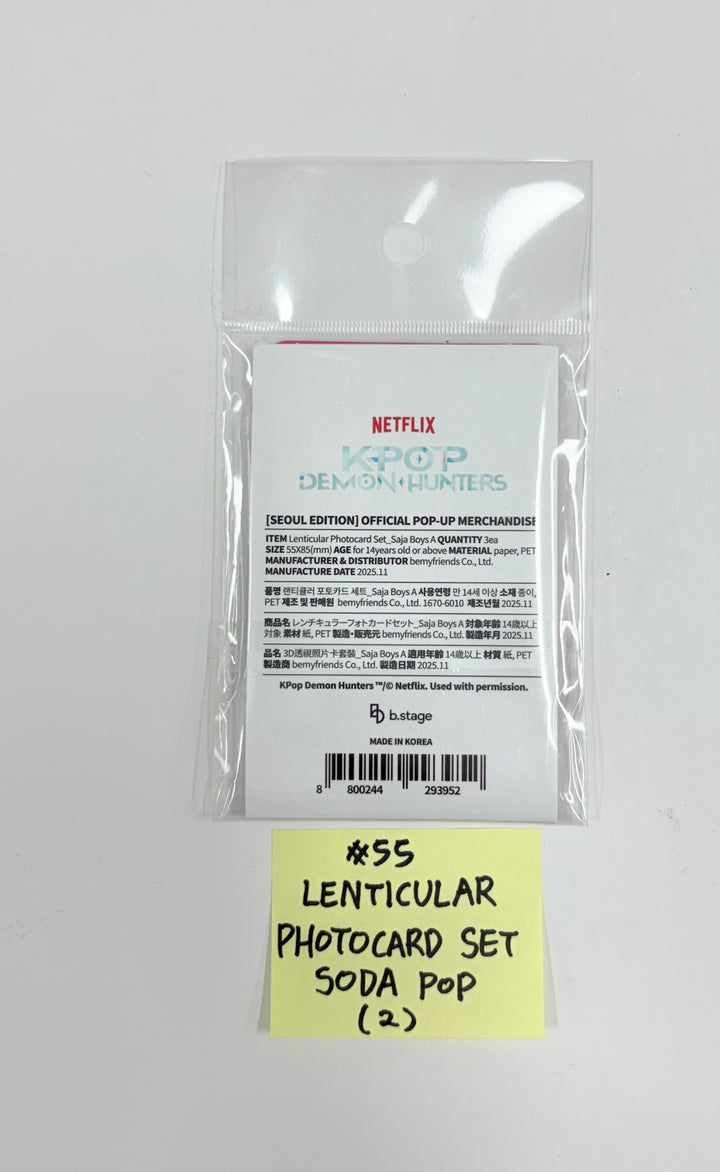 NETFLIX
KPOP
DEMON HUNTERS
[SEOUL EDITION] OFFICIAL POP-UP MERCHANDISE
ITEM Lenticular Photocard Set_Saja Boys A QUANTITY 3ea
SIZE 55X85(mm) AGE for 14years old or above MATERIAL paper, PET
MANUFACTURER & DISTRIBUTOR bemyfriends Co., Ltd.
MANUFACTURE DATE 2025.11
품명 랜티큘러 포토카드 세트_Saja Boys A 사용연령 만 14세 이상 소재 종이,
PET 제조 및 판매원 bemyfriends Co., Ltd. 1670-6010 제조년월 2025.11
商品名 レンチキュラーフォトカードセット_Saja Boys A 対象年齢 14歳以上
対象 素材 紙, PET 製造・販売元 bemyfriends Co., Ltd. 製造年月 2025.11
品名 3D透視照片卡套裝_Saja Boys A 適用年齡 14歲以上 材質 紙, PET
製造商 bemyfriends Co., Ltd. 製造日期 2025.11
KPop Demon Hunters ™/© Netflix. Used with permission.
b.stage
MADE IN KOREA
8 800244 293952
#55
LENTICULAR
PHOTOCARD SET
SODA POP
(2)